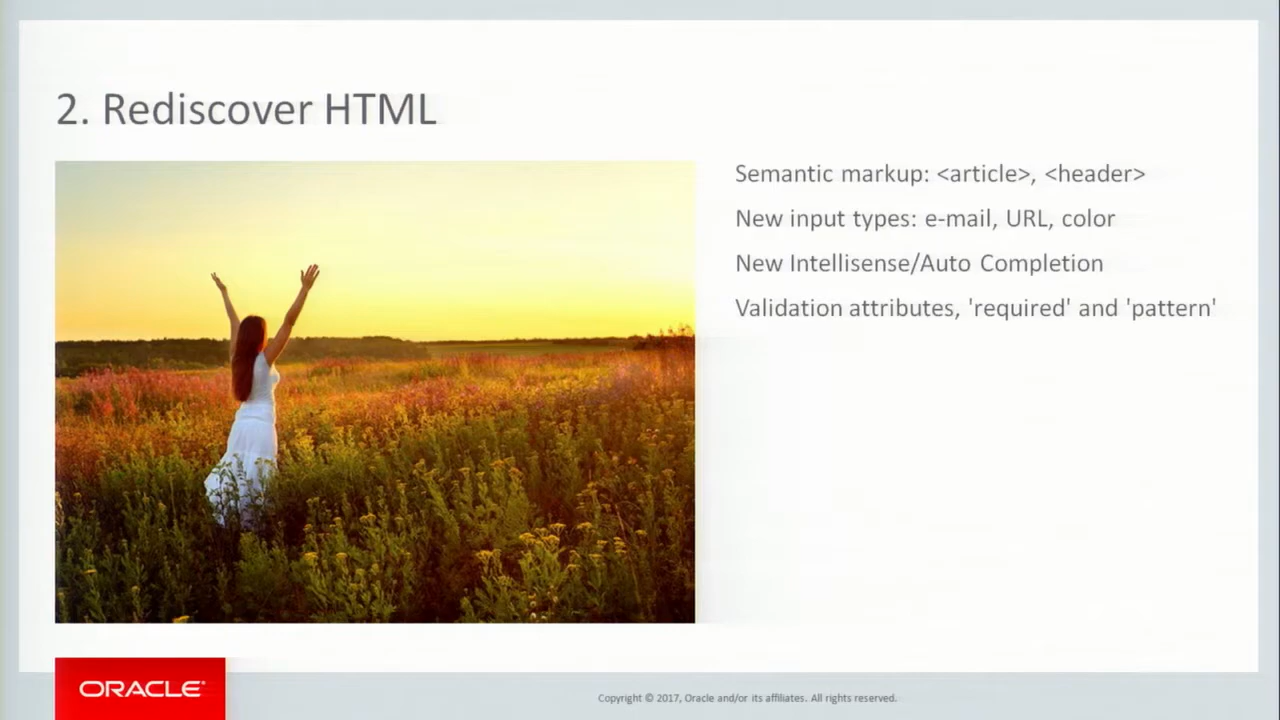 2. Rediscover HTML
Semantic markup: <article>, <header>
New input types: e-mail, URL, color
New Intellisense/Auto Completion
Validation attributes, 'required' and 'pattern'
ORACLE®
Copyright © 2017, Oracle and/or its affiliates. All rights reserved.